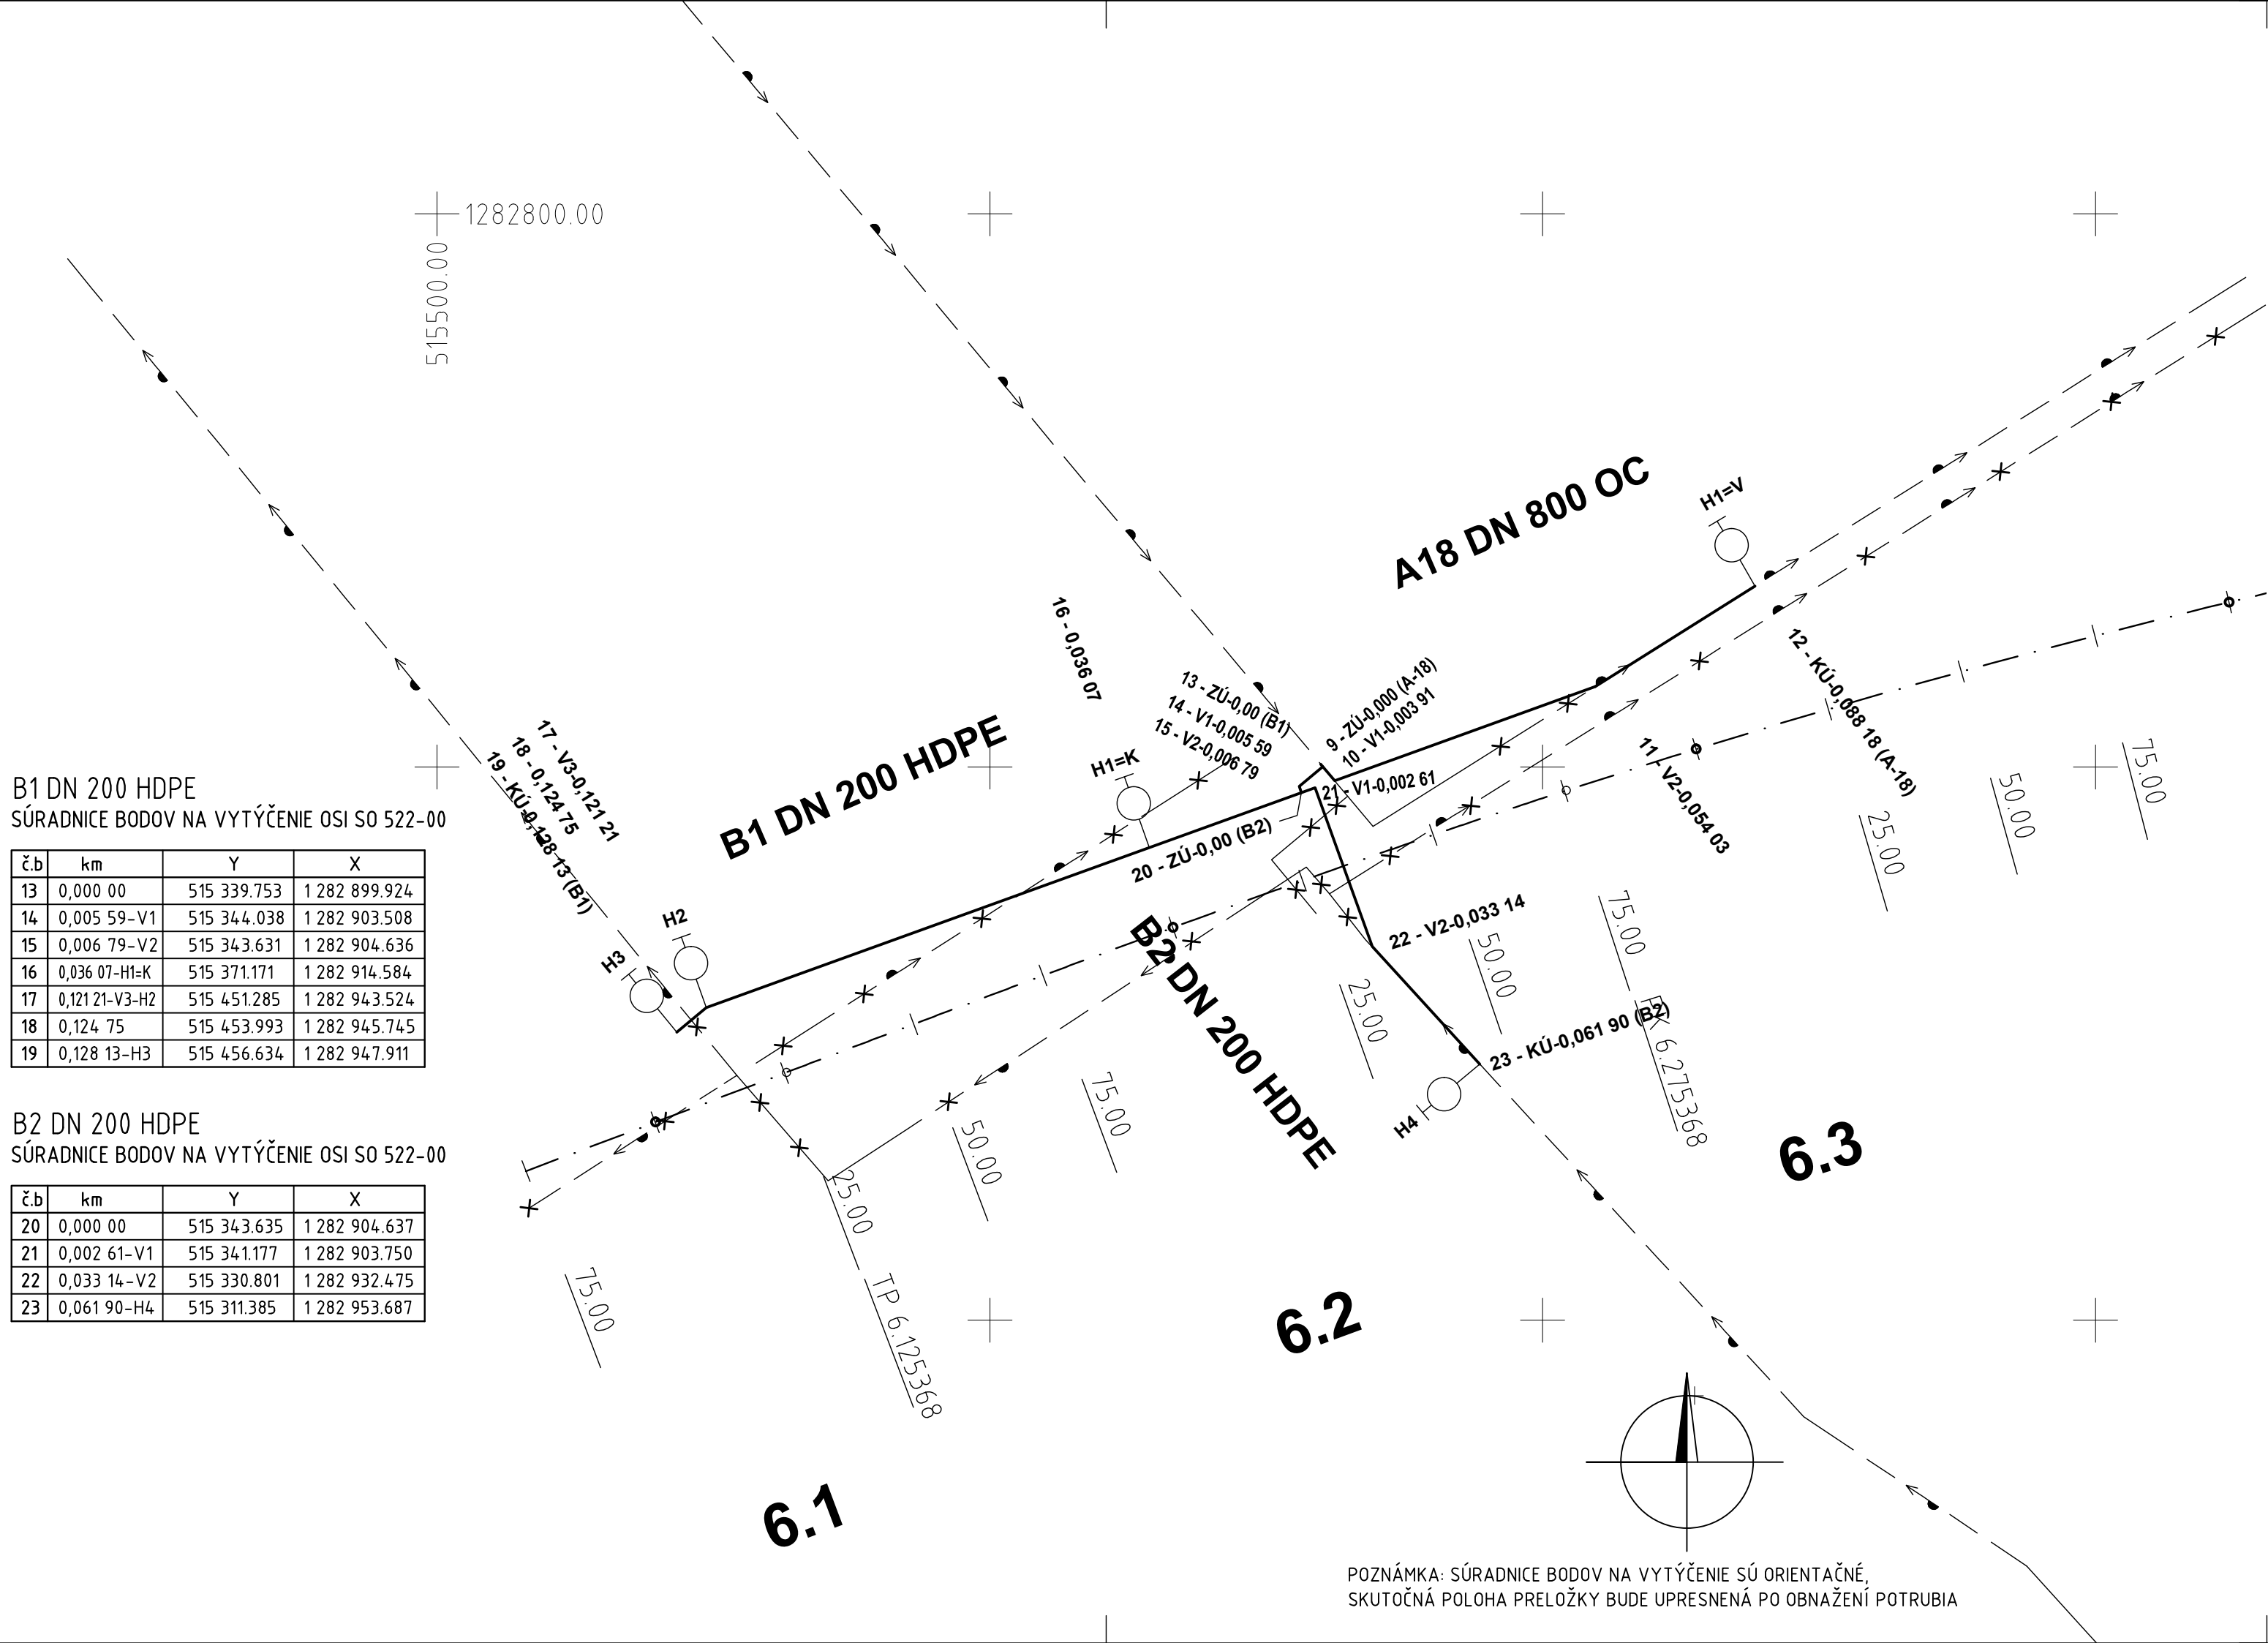 1282800.00
515500.00
A18 DN 800 OC
H1=V
16 - 0,036 07
13 - ZÚ-0,00 (B1)
14 - V1-0,005 59
15 - V2-0,006 79
9 - ZÚ-0,000 (A-18)
10 - V1-0,003 91
12 - KÚ-0,088 18 (A-18)
11 - V2-0,054 03
17 - V3-0,121 21
18 - 0,124 75
19 - KÚ-0,128 13 (B1)
B1 DN 200 HDPE
H1=K
21 - V1-0,002 61
20 - ZÚ-0,00 (B2)
75.00
50.00
25.00
B1 DN 200 HDPE
SÚRADNICE BODOV NA VYTÝČENIE OSI SO 522-00
č.b km Y X
13 0,000 00 515 339.753 1 282 899.924
14 0,005 59-V1 515 344.038 1 282 903.508
15 0,006 79-V2 515 343.631 1 282 904.636
16 0,036 07-H1=K 515 371.171 1 282 914.584
17 0,121 21-V3-H2 515 451.285 1 282 943.524
18 0,124 75 515 453.993 1 282 945.745
19 0,128 13-H3 515 456.634 1 282 947.911
H2
H3
B2 DN 200 HDPE
22 - V2-0,033 14
75.00
50.00
25.00
PK 6.275368
23 - KÚ-0,061 90 (B2)
H4
75.00
50.00
25.00
TP 6.125368
75.00
B2 DN 200 HDPE
SÚRADNICE BODOV NA VYTÝČENIE OSI SO 522-00
č.b km Y X
20 0,000 00 515 343.635 1 282 904.637
21 0,002 61-V1 515 341.177 1 282 903.750
22 0,033 14-V2 515 330.801 1 282 932.475
23 0,061 90-H4 515 311.385 1 282 953.687
6.3
6.2
6.1
POZNÁMKA: SÚRADNICE BODOV NA VYTÝČENIE SÚ ORIENTAČNÉ,
SKUTOČNÁ POLOHA PRELOŽKY BUDE UPRESNENÁ PO OBNAŽENÍ POTRUBIA